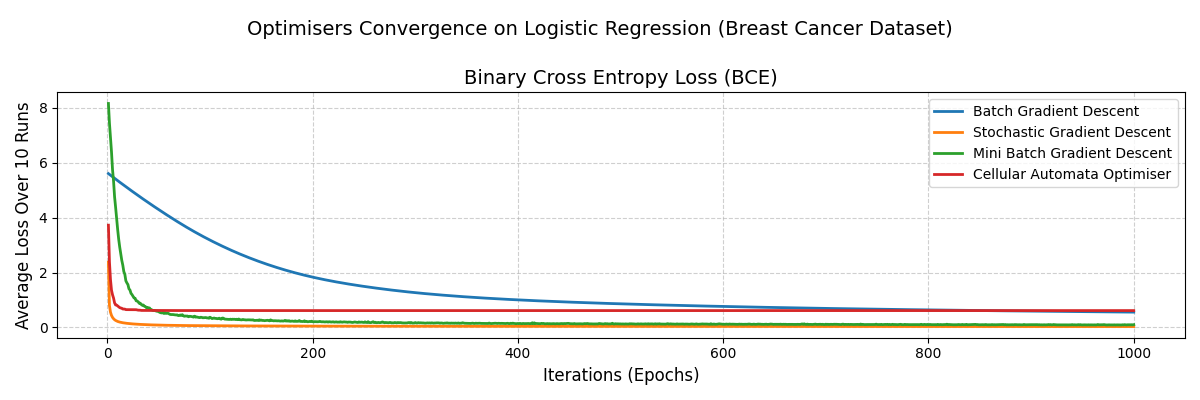 Optimisers Convergence on Logistic Regression (Breast Cancer Dataset)
Binary Cross Entropy Loss (BCE)
Average Loss Over 10 Runs
8
6
4
2
0
Batch Gradient Descent
Stochastic Gradient Descent
Mini Batch Gradient Descent
Cellular Automata Optimiser
0 200 400 600 800 1000
Iterations (Epochs)